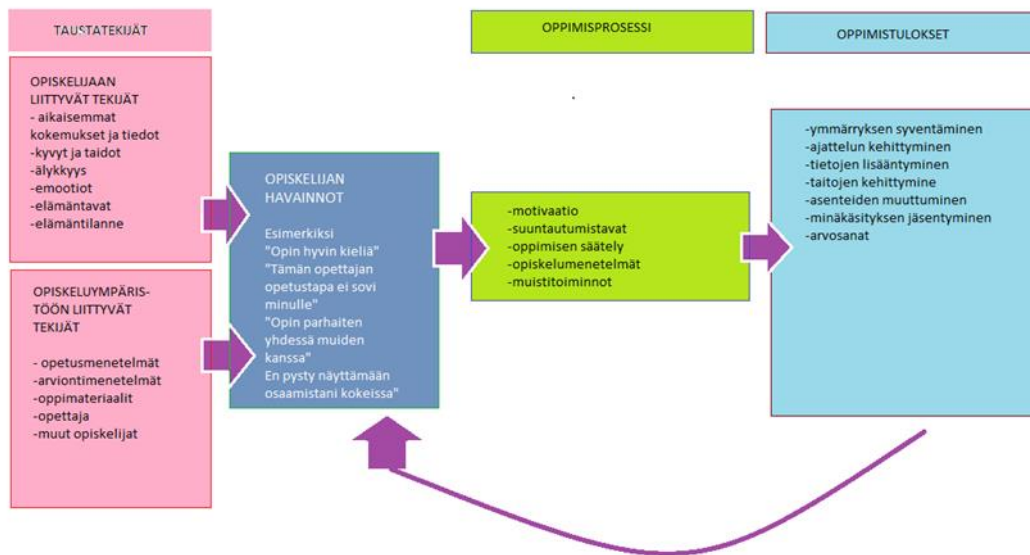 TAUSTATEKIJÄT
OPISKELIJAAN
LIITTYVÄT TEKIJÄT
- aikaisemmat
kokemukset ja tiedot
-kyvyt ja taidot
-älykkyys
-emootiot
-elämäntavat
-elämäntilanne
OPISKELUYMPÄRIS-
TÖÖN LIITTYVÄT
TEKIJÄT
- opetusmenetelmät
-arviontimenetelmät
-oppimateriaalit
-opettaja
-muut opiskelijat
OPISKELIJAN
HAVAINNOT
Esimerkiksi
"Opin hyvin kieliä"
"Tämän opettajan
opetustapa ei sovi
minulle"
"Opin parhaiten
yhdessä muiden
kanssa"
En pysty näyttämään
osaamistani kokeissa"
OPPIMISPROSESSI
-motivaatio
-suuntautumistavat
-oppimisen säätely
-opiskelumenetelmät
-muistitoiminnot
OPPIMISTULOKSET
-ymmärryksen syventäminen
-ajattelun kehittyminen
-tietojen lisääntyminen
-taitojen kehittymine
-asenteiden muuttuminen
-minäkäsityksen jäsentyminen
-arvosanat